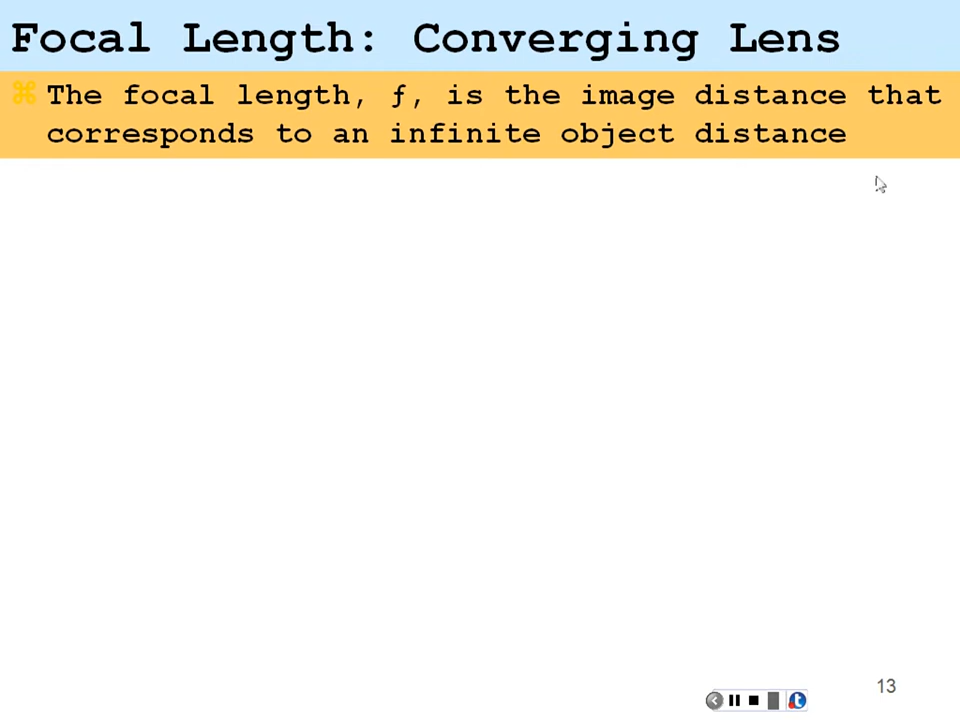 Focal Length: Converging Lens
⌘ The focal length, ƒ, is the image distance that
corresponds to an infinite object distance
13